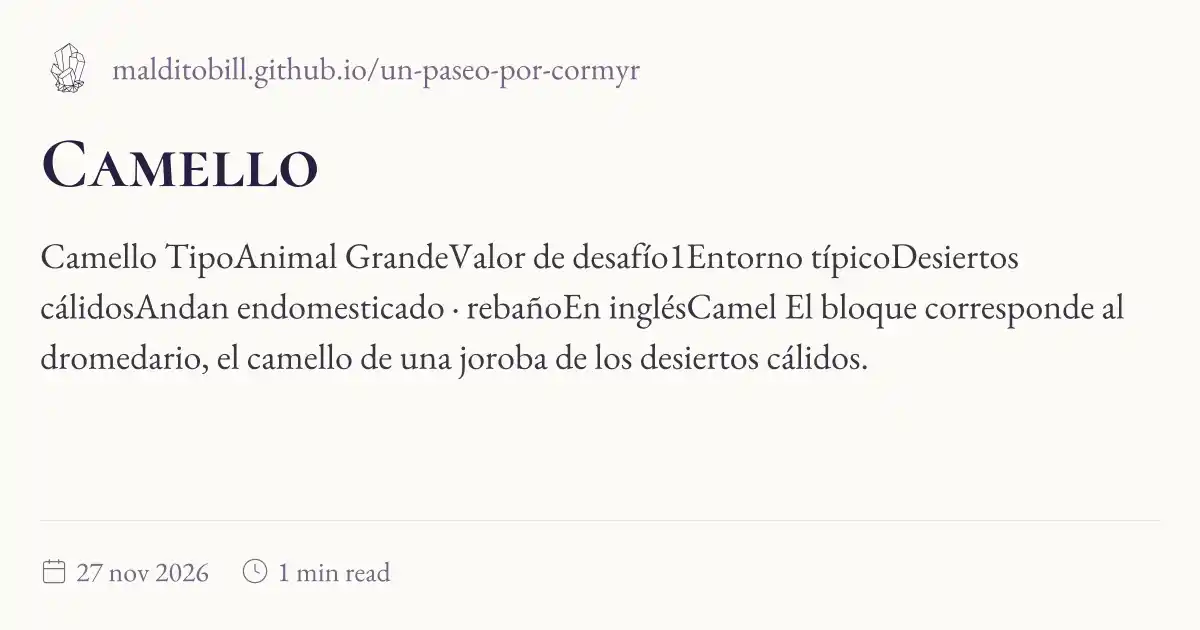 malditobill.github.io/un-paseo-por-cormyr
Camello
Camello TipoAnimal GrandeValor de desafío1Entorno típicoDesiertos
cálidosAndan endomesticado · rebañoEn inglésCamel El bloque corresponde al
dromedario, el camello de una joroba de los desiertos cálidos.
27 nov 2026
1 min read